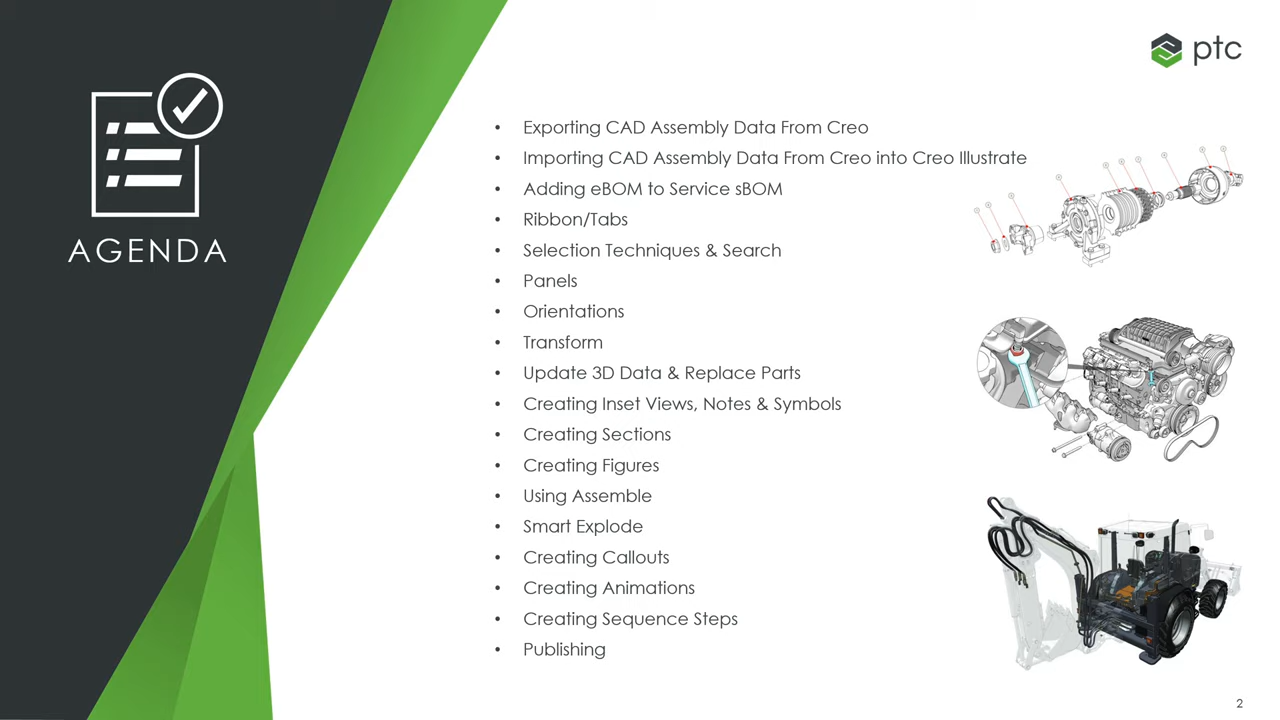 AGENDA
ptc
• Exporting CAD Assembly Data From Creo
• Importing CAD Assembly Data From Creo into Creo Illustrate
• Adding eBOM to Service sBOM
• Ribbon/Tabs
• Selection Techniques & Search
• Panels
• Orientations
• Transform
• Update 3D Data & Replace Parts
• Creating Inset Views, Notes & Symbols
• Creating Sections
• Creating Figures
• Using Assemble
• Smart Explode
• Creating Callouts
• Creating Animations
• Creating Sequence Steps
• Publishing
2